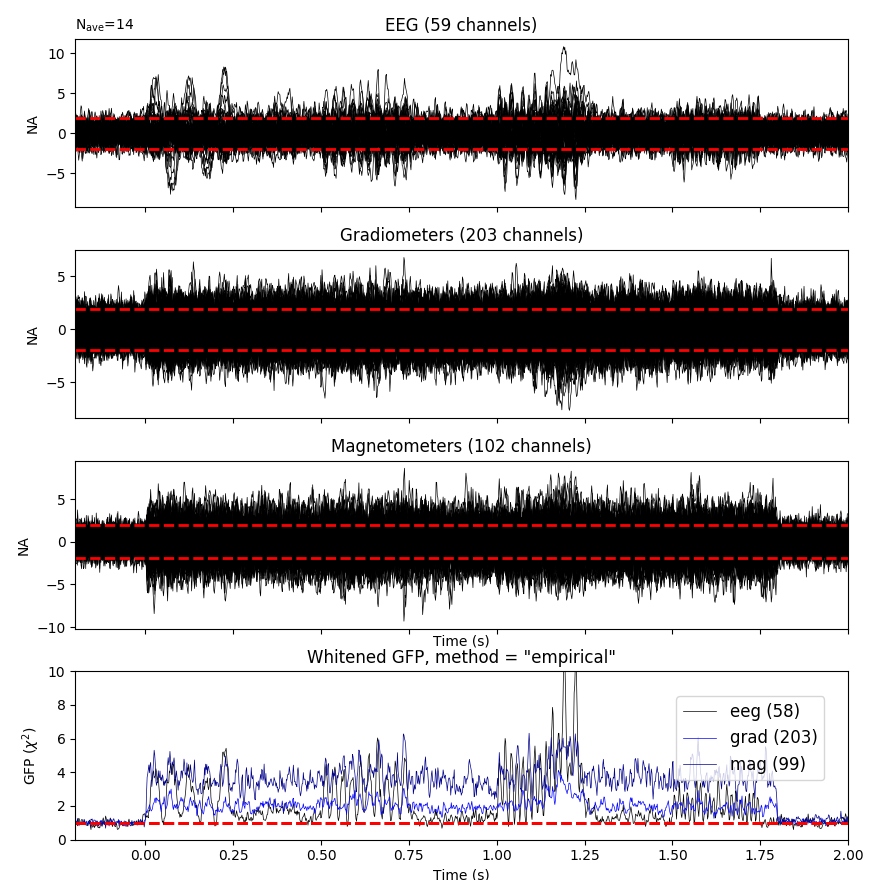 N_ave=14
EEG (59 channels)
10
5
0
−5
NA
Gradiometers (203 channels)
5
0
−5
NA
Magnetometers (102 channels)
5
0
−5
−10
NA
Time (s)
Whitened GFP, method = "empirical"
10
8
6
4
2
0
GFP (χ²)
eeg (58)
grad (203)
mag (99)
0.00 0.25 0.50 0.75 1.00 1.25 1.50 1.75 2.00
Time (s)